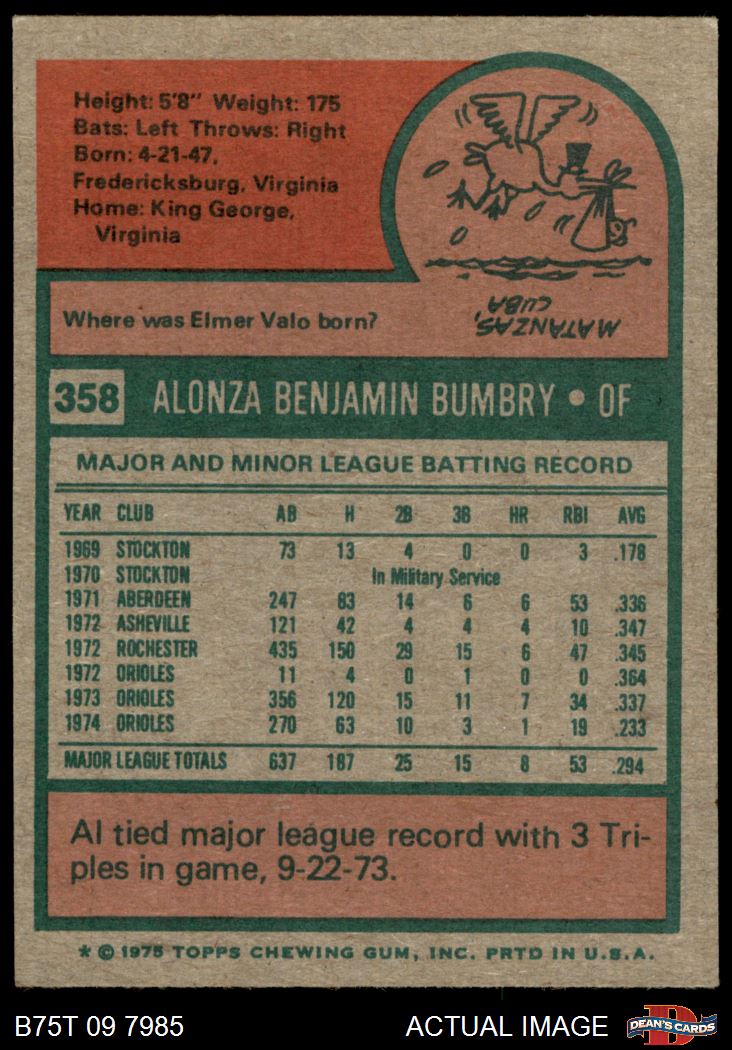 Height: 5'8" Weight: 175
Bats: Left Throws: Right
Born: 4-21-47,
Fredericksburg, Virginia
Home: King George,
Virginia
Where was Elmer Valo born?
MATANZAS,
CUBA
358 ALONZA BENJAMIN BUMBRY • OF
MAJOR AND MINOR LEAGUE BATTING RECORD
YEAR CLUB AB H 2B 3B HR RBI AVG
1969 STOCKTON 73 13 4 0 0 3 .178
1970 STOCKTON In Military Service
1971 ABERDEEN 247 83 14 6 6 53 .336
1972 ASHEVILLE 121 42 4 4 4 10 .347
1972 ROCHESTER 435 150 29 15 6 47 .345
1972 ORIOLES 11 4 0 1 0 0 .364
1973 ORIOLES 356 120 15 11 7 34 .337
1974 ORIOLES 270 63 10 3 1 19 .233
MAJOR LEAGUE TOTALS 637 187 25 15 8 53 .294
Al tied major league record with 3 Tri-
ples in game, 9-22-73.
* © 1975 TOPPS CHEWING GUM, INC. PRTD IN U.S.A.
B75T 09 7985 ACTUAL IMAGE DEAN'S CARDS